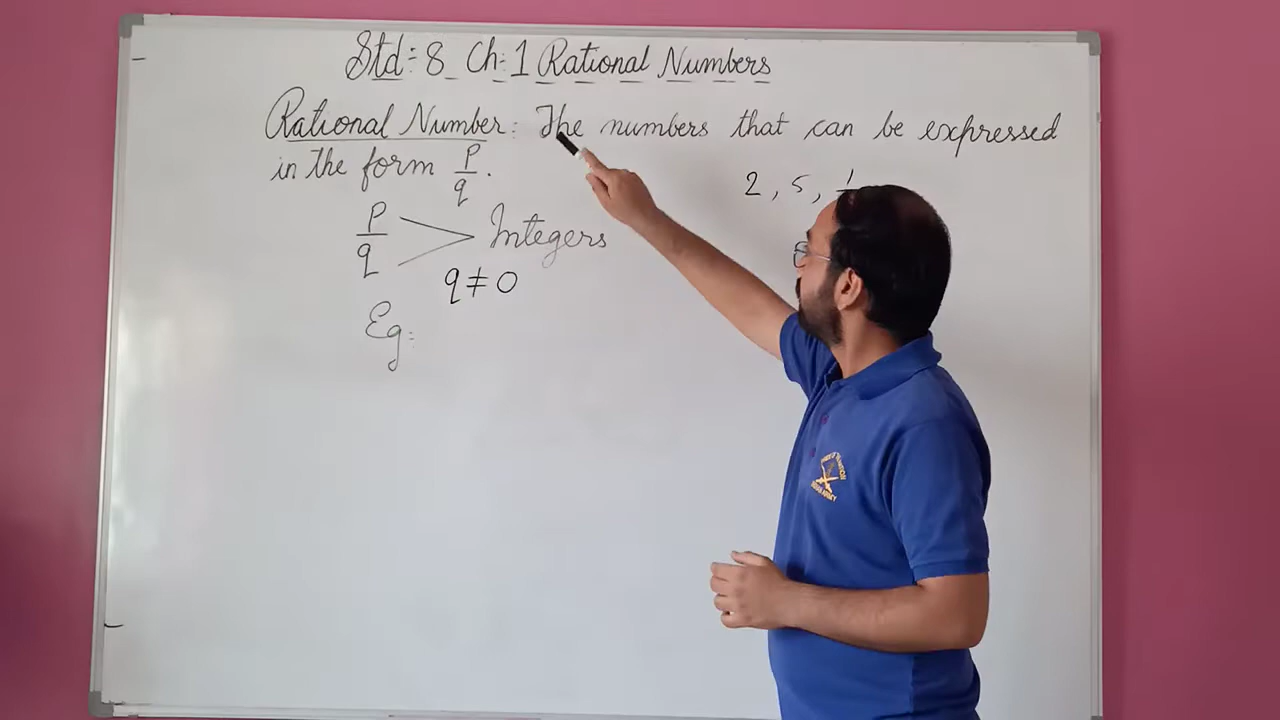 Std:- 8 Ch:- 1 Rational Numbers
Rational Number: The numbers that can be expressed
in the form p/q.
2, 5, 1
p/q Integers
q ≠ 0
Eg: